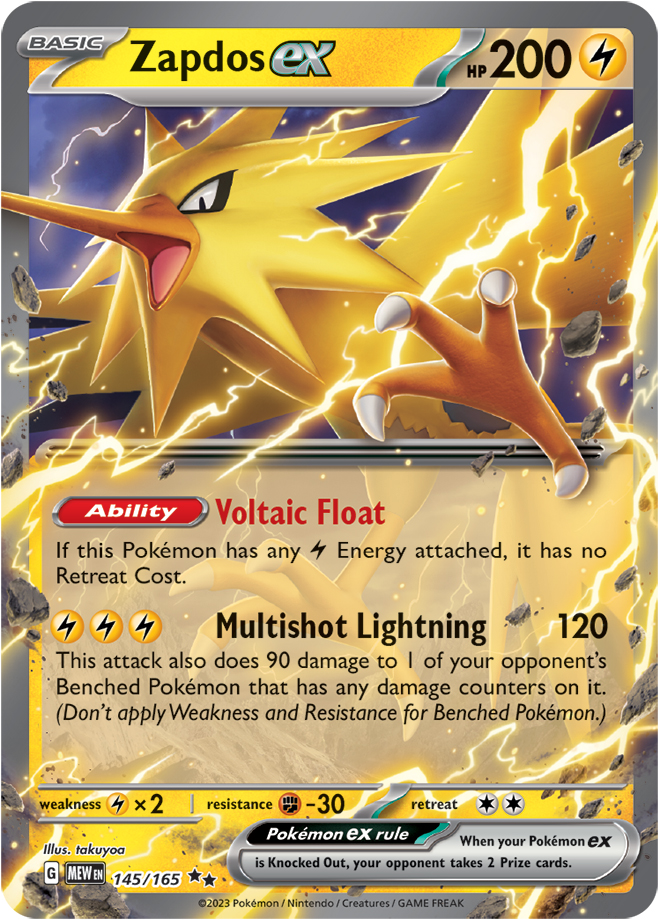 BASIC Zapdos ex HP 200
Ability Voltaic Float
If this Pokémon has any Energy attached, it has no
Retreat Cost.
Multishot Lightning 120
This attack also does 90 damage to 1 of your opponent's
Benched Pokémon that has any damage counters on it.
(Don't apply Weakness and Resistance for Benched Pokémon.)
weakness ×2 resistance -30 retreat
Pokémon ex rule When your Pokémon ex
is Knocked Out, your opponent takes 2 Prize cards.
Illus. takuyoa
G MEW EN 145/165
©2023 Pokémon / Nintendo / Creatures / GAME FREAK